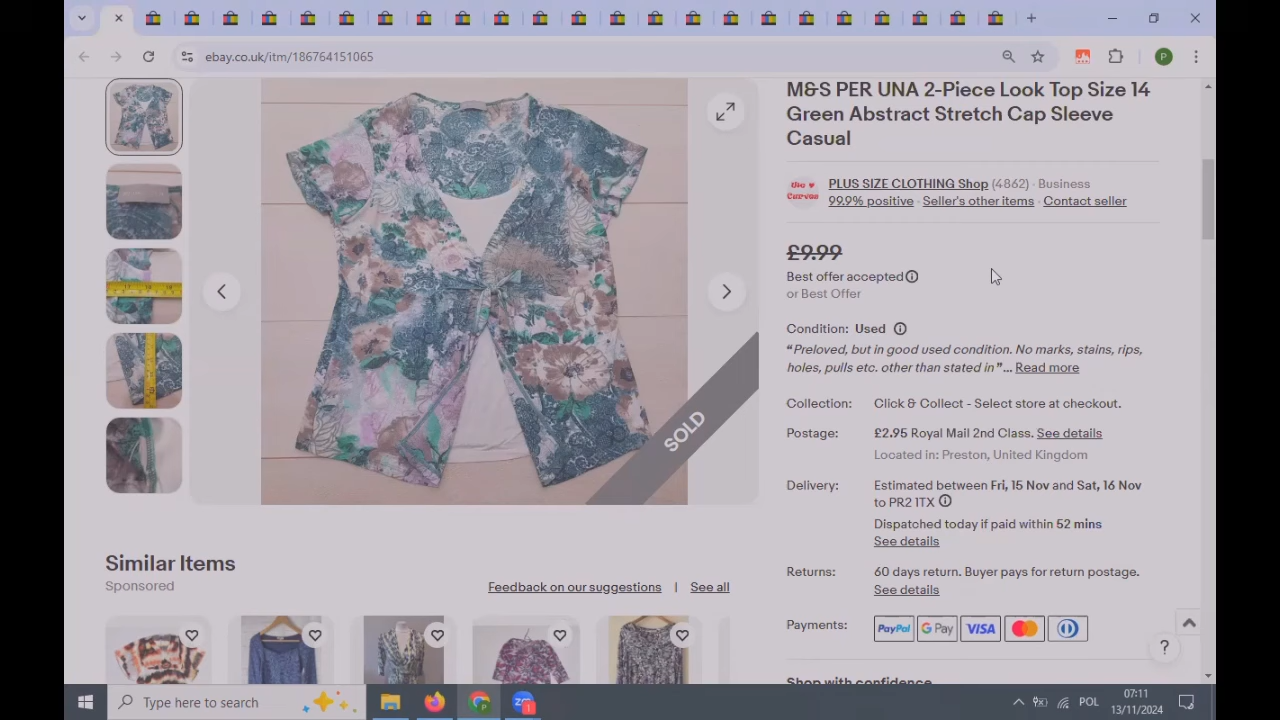 ebay.co.uk/itm/186764151065
P
M&S PER UNA 2-Piece Look Top Size 14
Green Abstract Stretch Cap Sleeve
Casual
PLUS SIZE CLOTHING Shop (4862) · Business
99.9% positive · Seller's other items · Contact seller
£9.99
Best offer accepted
or Best Offer
Condition: Used
“Preloved, but in good used condition. No marks, stains, rips,
holes, pulls etc. other than stated in” ... Read more
Collection: Click & Collect - Select store at checkout.
Postage: £2.95 Royal Mail 2nd Class. See details
Located in: Preston, United Kingdom
Delivery: Estimated between Fri, 15 Nov and Sat, 16 Nov
to PR2 1TX
Dispatched today if paid within 52 mins
See details
Returns: 60 days return. Buyer pays for return postage.
See details
Payments: PayPal G Pay VISA
SOLD
Similar Items
Sponsored
Feedback on our suggestions | See all
Shop with confidence
?
Type here to search
POL
07:11
13/11/2024